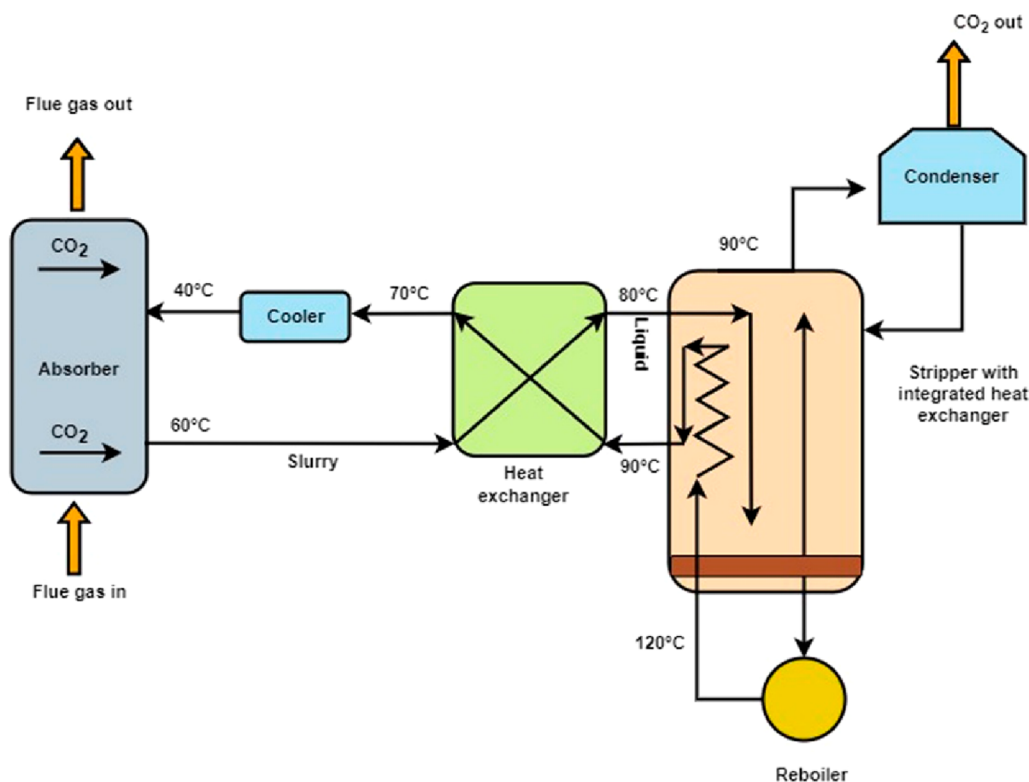 CO₂ out
Flue gas out
Condenser
CO₂
90°C
40°C
Cooler
70°C
80°C
Liquid
Absorber
Stripper with
integrated heat
exchanger
CO₂
60°C
Slurry
Heat
exchanger
90°C
Flue gas in
120°C
Reboiler